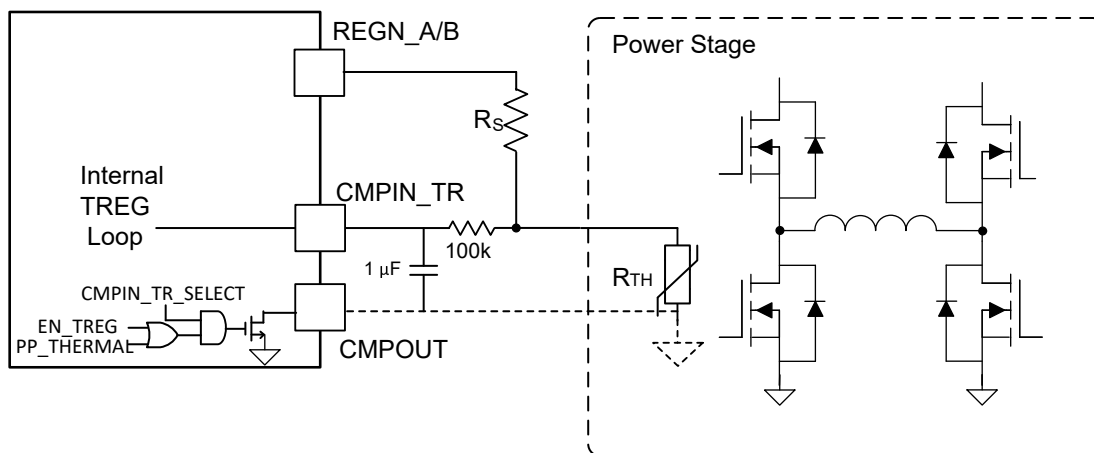 REGN_A/B
Power Stage
RS
Internal
TREG
Loop
CMPIN_TR
100k
1 µF
RTH
CMPIN_TR_SELECT
EN_TREG
PP_THERMAL
CMPOUT